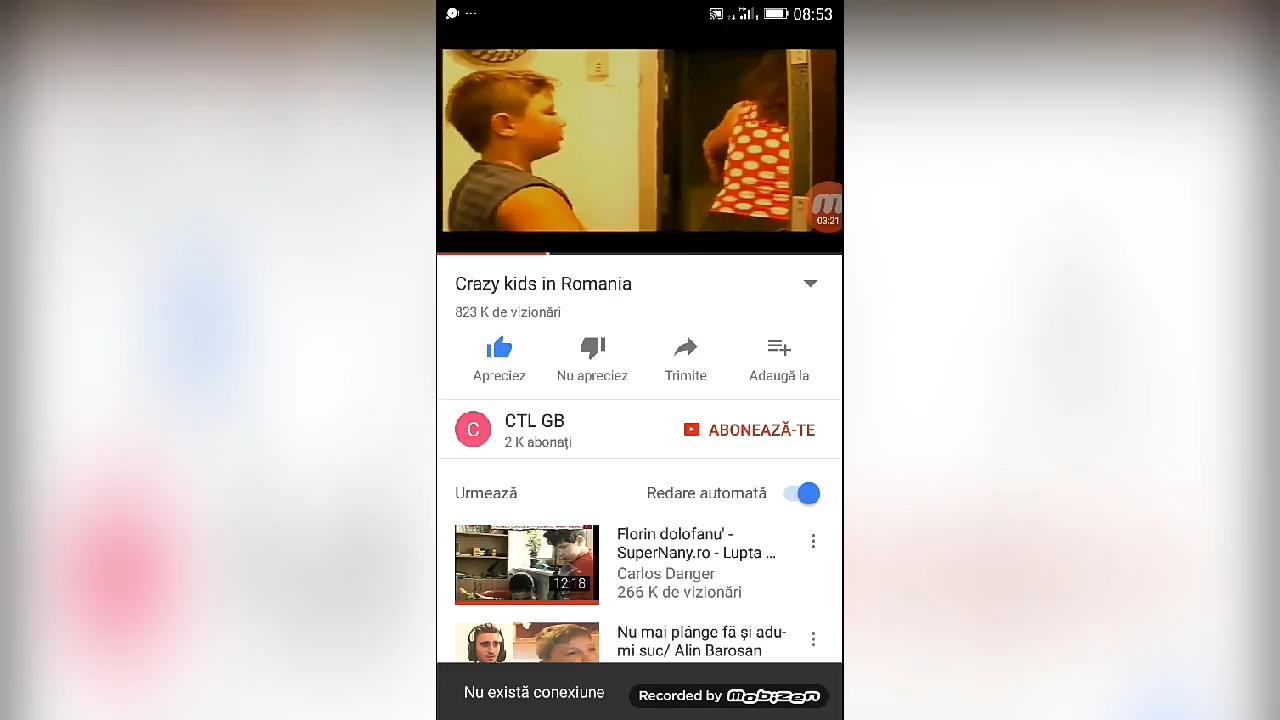 08:53
03:21
Crazy kids in Romania
823 K de vizionări
Apreciez
Nu apreciez
Trimite
Adaugă la
C
CTL GB
2 K abonați
ABONEAZĂ-TE
Urmează
Redare automată
12:18
Florin dolofanu' -
SuperNany.ro - Lupta ...
Carlos Danger
266 K de vizionări
Nu mai plânge fă și adu-
mi suc/ Alin Barosan
Nu există conexiune
Recorded by mobizen